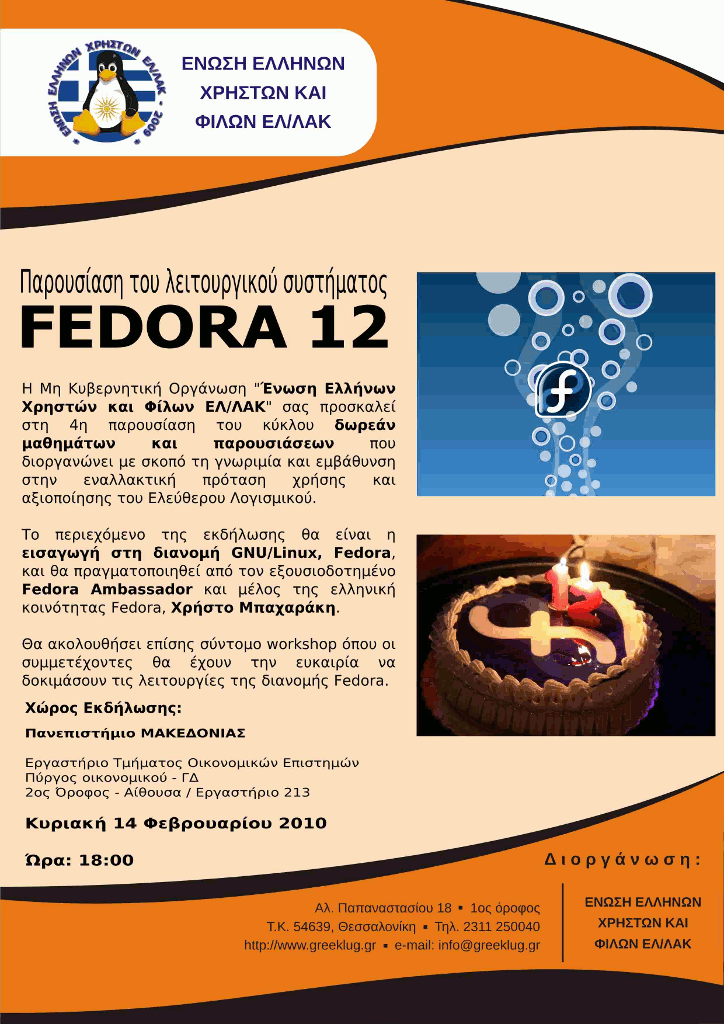 ΕΝΩΣΗ ΕΛΛΗΝΩΝ ΧΡΗΣΤΩΝ ΕΛ/ΛΑΚ - 2009 -
ΕΝΩΣΗ ΕΛΛΗΝΩΝ
ΧΡΗΣΤΩΝ ΚΑΙ
ΦΙΛΩΝ ΕΛ/ΛΑΚ
Παρουσίαση του λειτουργικού συστήματος
FEDORA 12
Η Μη Κυβερνητική Οργάνωση "Ένωση Ελλήνων
Χρηστών και Φίλων ΕΛ/ΛΑΚ" σας προσκαλεί
στη 4η παρουσίαση του κύκλου δωρεάν
μαθημάτων και παρουσιάσεων που
διοργανώνει με σκοπό τη γνωριμία και εμβάθυνση
στην εναλλακτική πρόταση χρήσης και
αξιοποίησης του Ελεύθερου Λογισμικού.
Το περιεχόμενο της εκδήλωσης θα είναι η
εισαγωγή στη διανομή GNU/Linux, Fedora,
και θα πραγματοποιηθεί από τον εξουσιοδοτημένο
Fedora Ambassador και μέλος της ελληνική
κοινότητας Fedora, Χρήστο Μπαχαράκη.
Θα ακολουθήσει επίσης σύντομο workshop όπου οι
συμμετέχοντες θα έχουν την ευκαιρία να
δοκιμάσουν τις λειτουργίες της διανομής Fedora.
Χώρος Εκδήλωσης:
Πανεπιστήμιο ΜΑΚΕΔΟΝΙΑΣ
Εργαστήριο Τμήματος Οικονομικών Επιστημών
Πύργος οικονομικού - ΓΔ
2ος Όροφος - Αίθουσα / Εργαστήριο 213
Κυριακή 14 Φεβρουαρίου 2010
Ώρα: 18:00
12
Διοργάνωση:
Αλ. Παπαναστασίου 18 ▪ 1ος όροφος
Τ.Κ. 54639, Θεσσαλονίκη ▪ Τηλ. 2311 250040
http://www.greeklug.gr ▪ e-mail: info@greeklug.gr
ΕΝΩΣΗ ΕΛΛΗΝΩΝ
ΧΡΗΣΤΩΝ ΚΑΙ
ΦΙΛΩΝ ΕΛ/ΛΑΚ